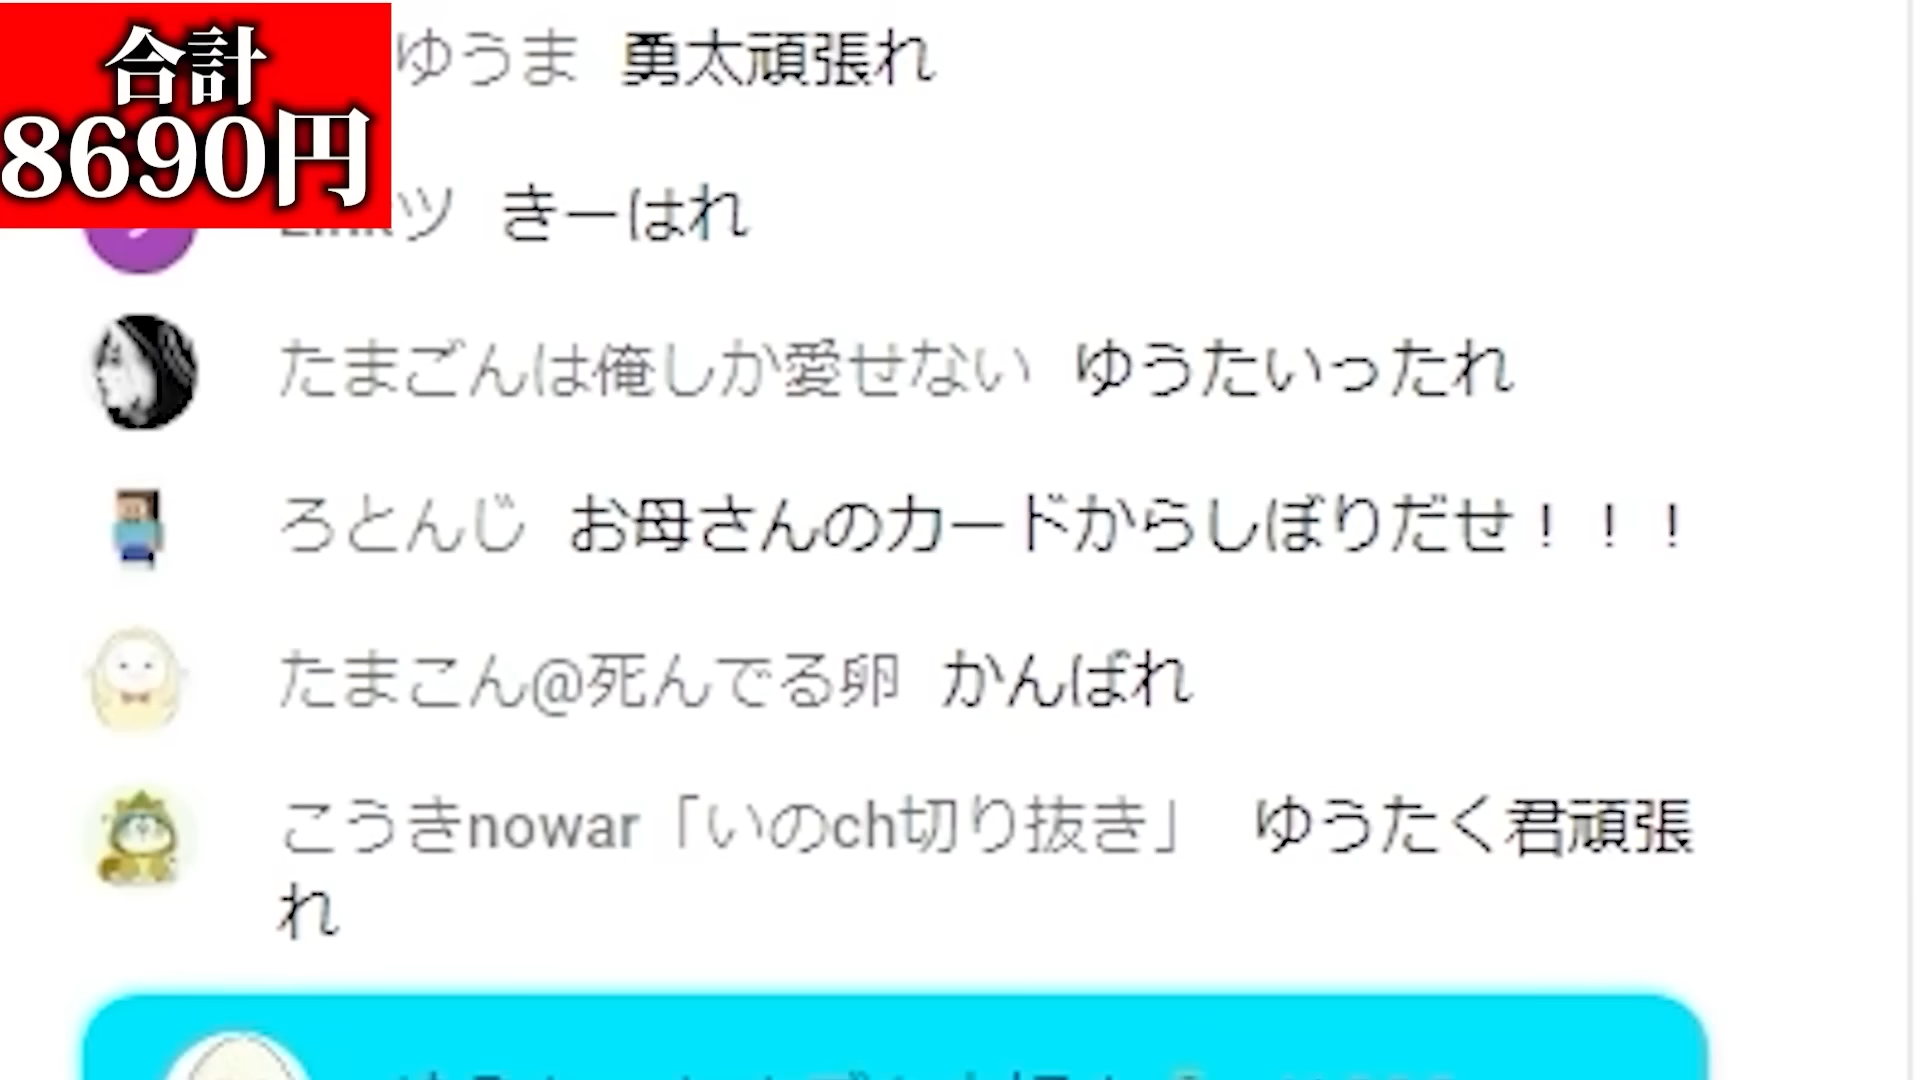 合計
8690円
ゆうま 勇太頑張れ
ツ きーはれ
たまごんは俺しか愛せない ゆうたいったれ
ろとんじ お母さんのカードからしぼりだせ！！！
たまこん@死んでる卵 かんばれ
こうきnowar「いのch切り抜き」 ゆうたく君頑張
れ